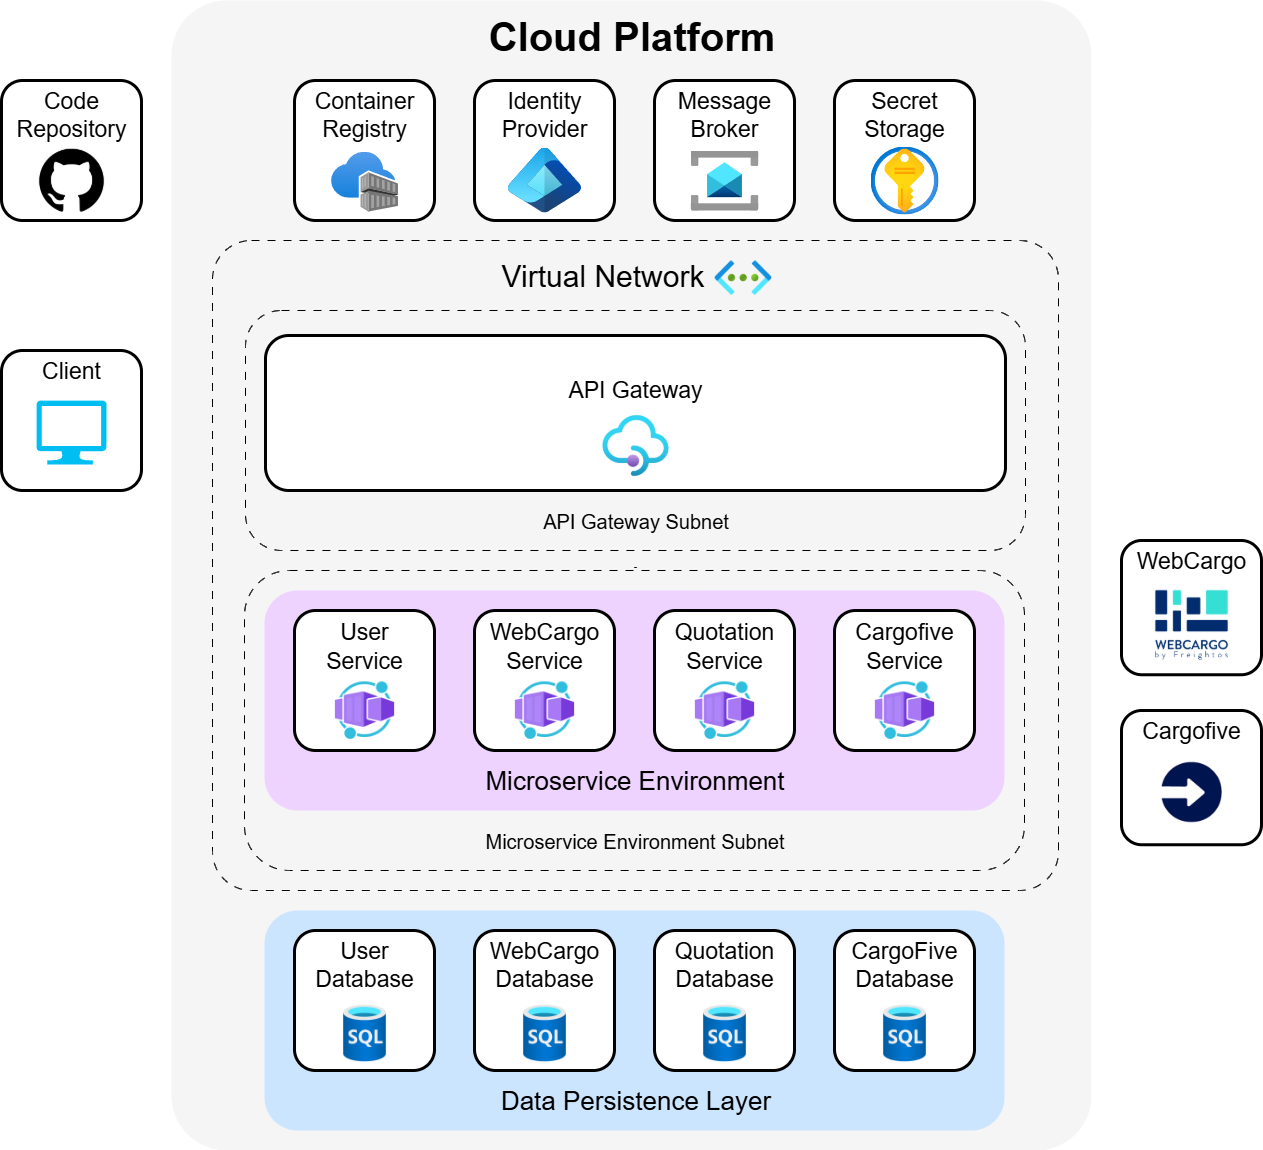 Cloud Platform
Code
Repository
Container
Registry
Identity
Provider
Message
Broker
Secret
Storage
Virtual Network
Client
API Gateway
API Gateway Subnet
WebCargo
WEBCARGO
by Freightos
User
Service
WebCargo
Service
Quotation
Service
Cargofive
Service
Microservice Environment
Cargofive
Microservice Environment Subnet
User
Database
SQL
WebCargo
Database
SQL
Quotation
Database
SQL
CargoFive
Database
SQL
Data Persistence Layer